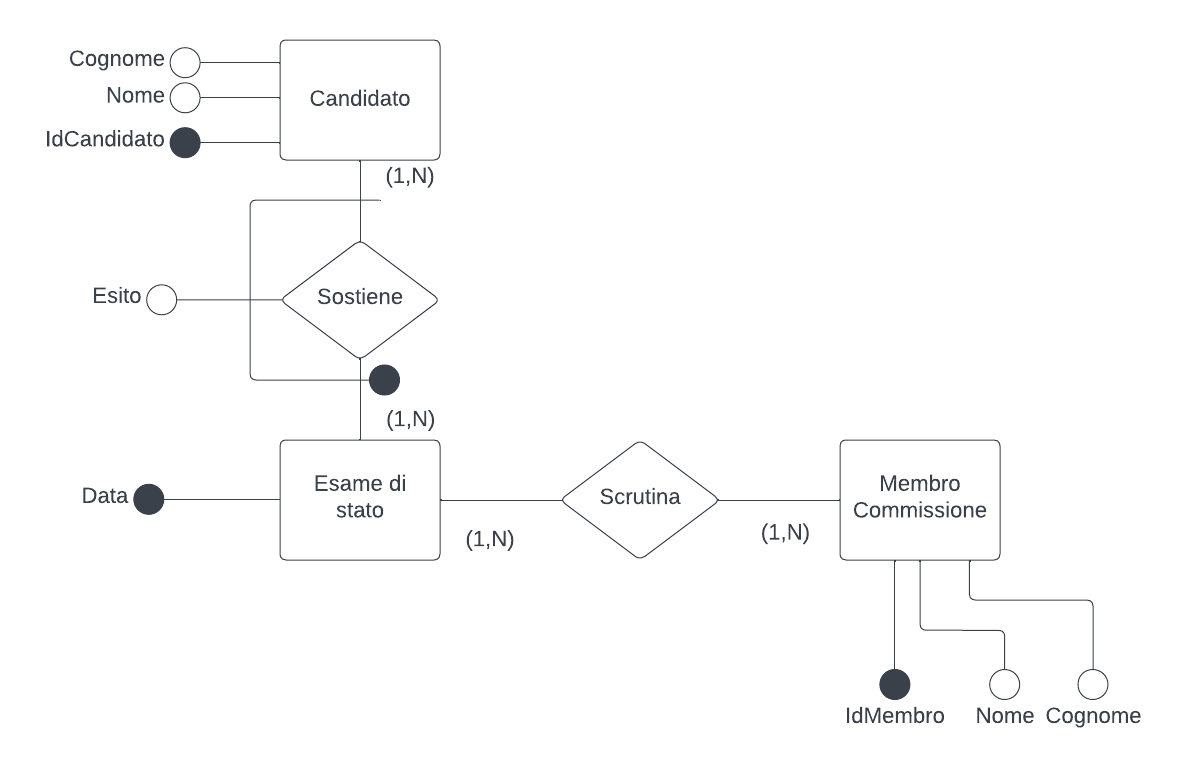 Cognome
Nome
IdCandidato
Candidato
(1,N)
Esito
Sostiene
(1,N)
Data
Esame di
stato
(1,N)
Scrutina
(1,N)
Membro
Commissione
IdMembro
Nome
Cognome